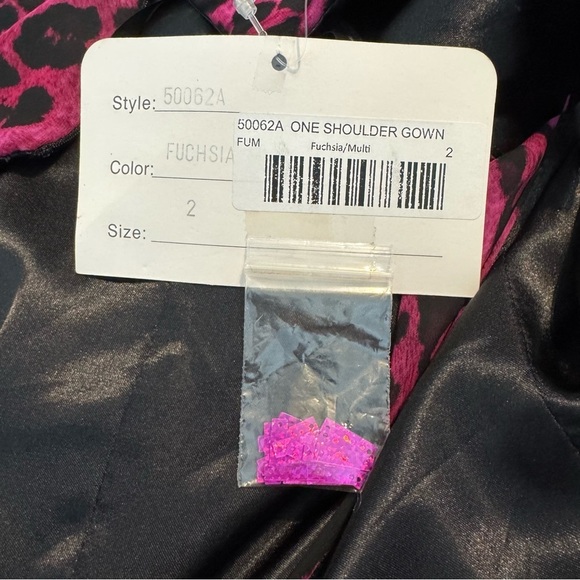 Style: 50062A
50062A ONE SHOULDER GOWN
FUM Fuchsia/Multi 2
Color: FUCHSIA
Size: 2